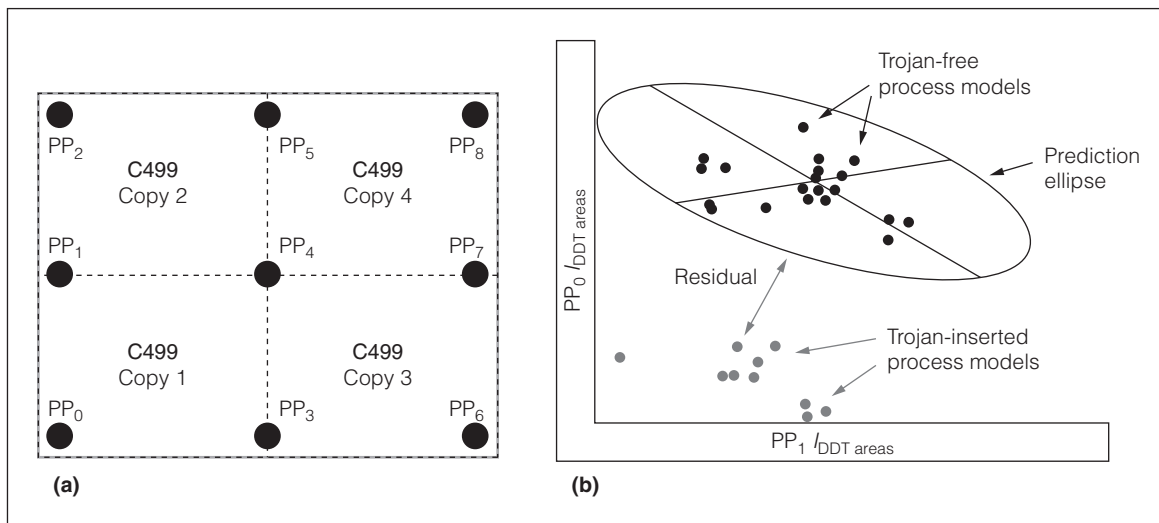 PP2
PP5
PP8
C499
Copy 2
C499
Copy 4
PP1
PP4
PP7
C499
Copy 1
C499
Copy 3
PP0
PP3
PP6
(a)
Trojan-free
process models
Prediction
ellipse
PP0 IDDT areas
Residual
Trojan-inserted
process models
PP1 IDDT areas
(b)